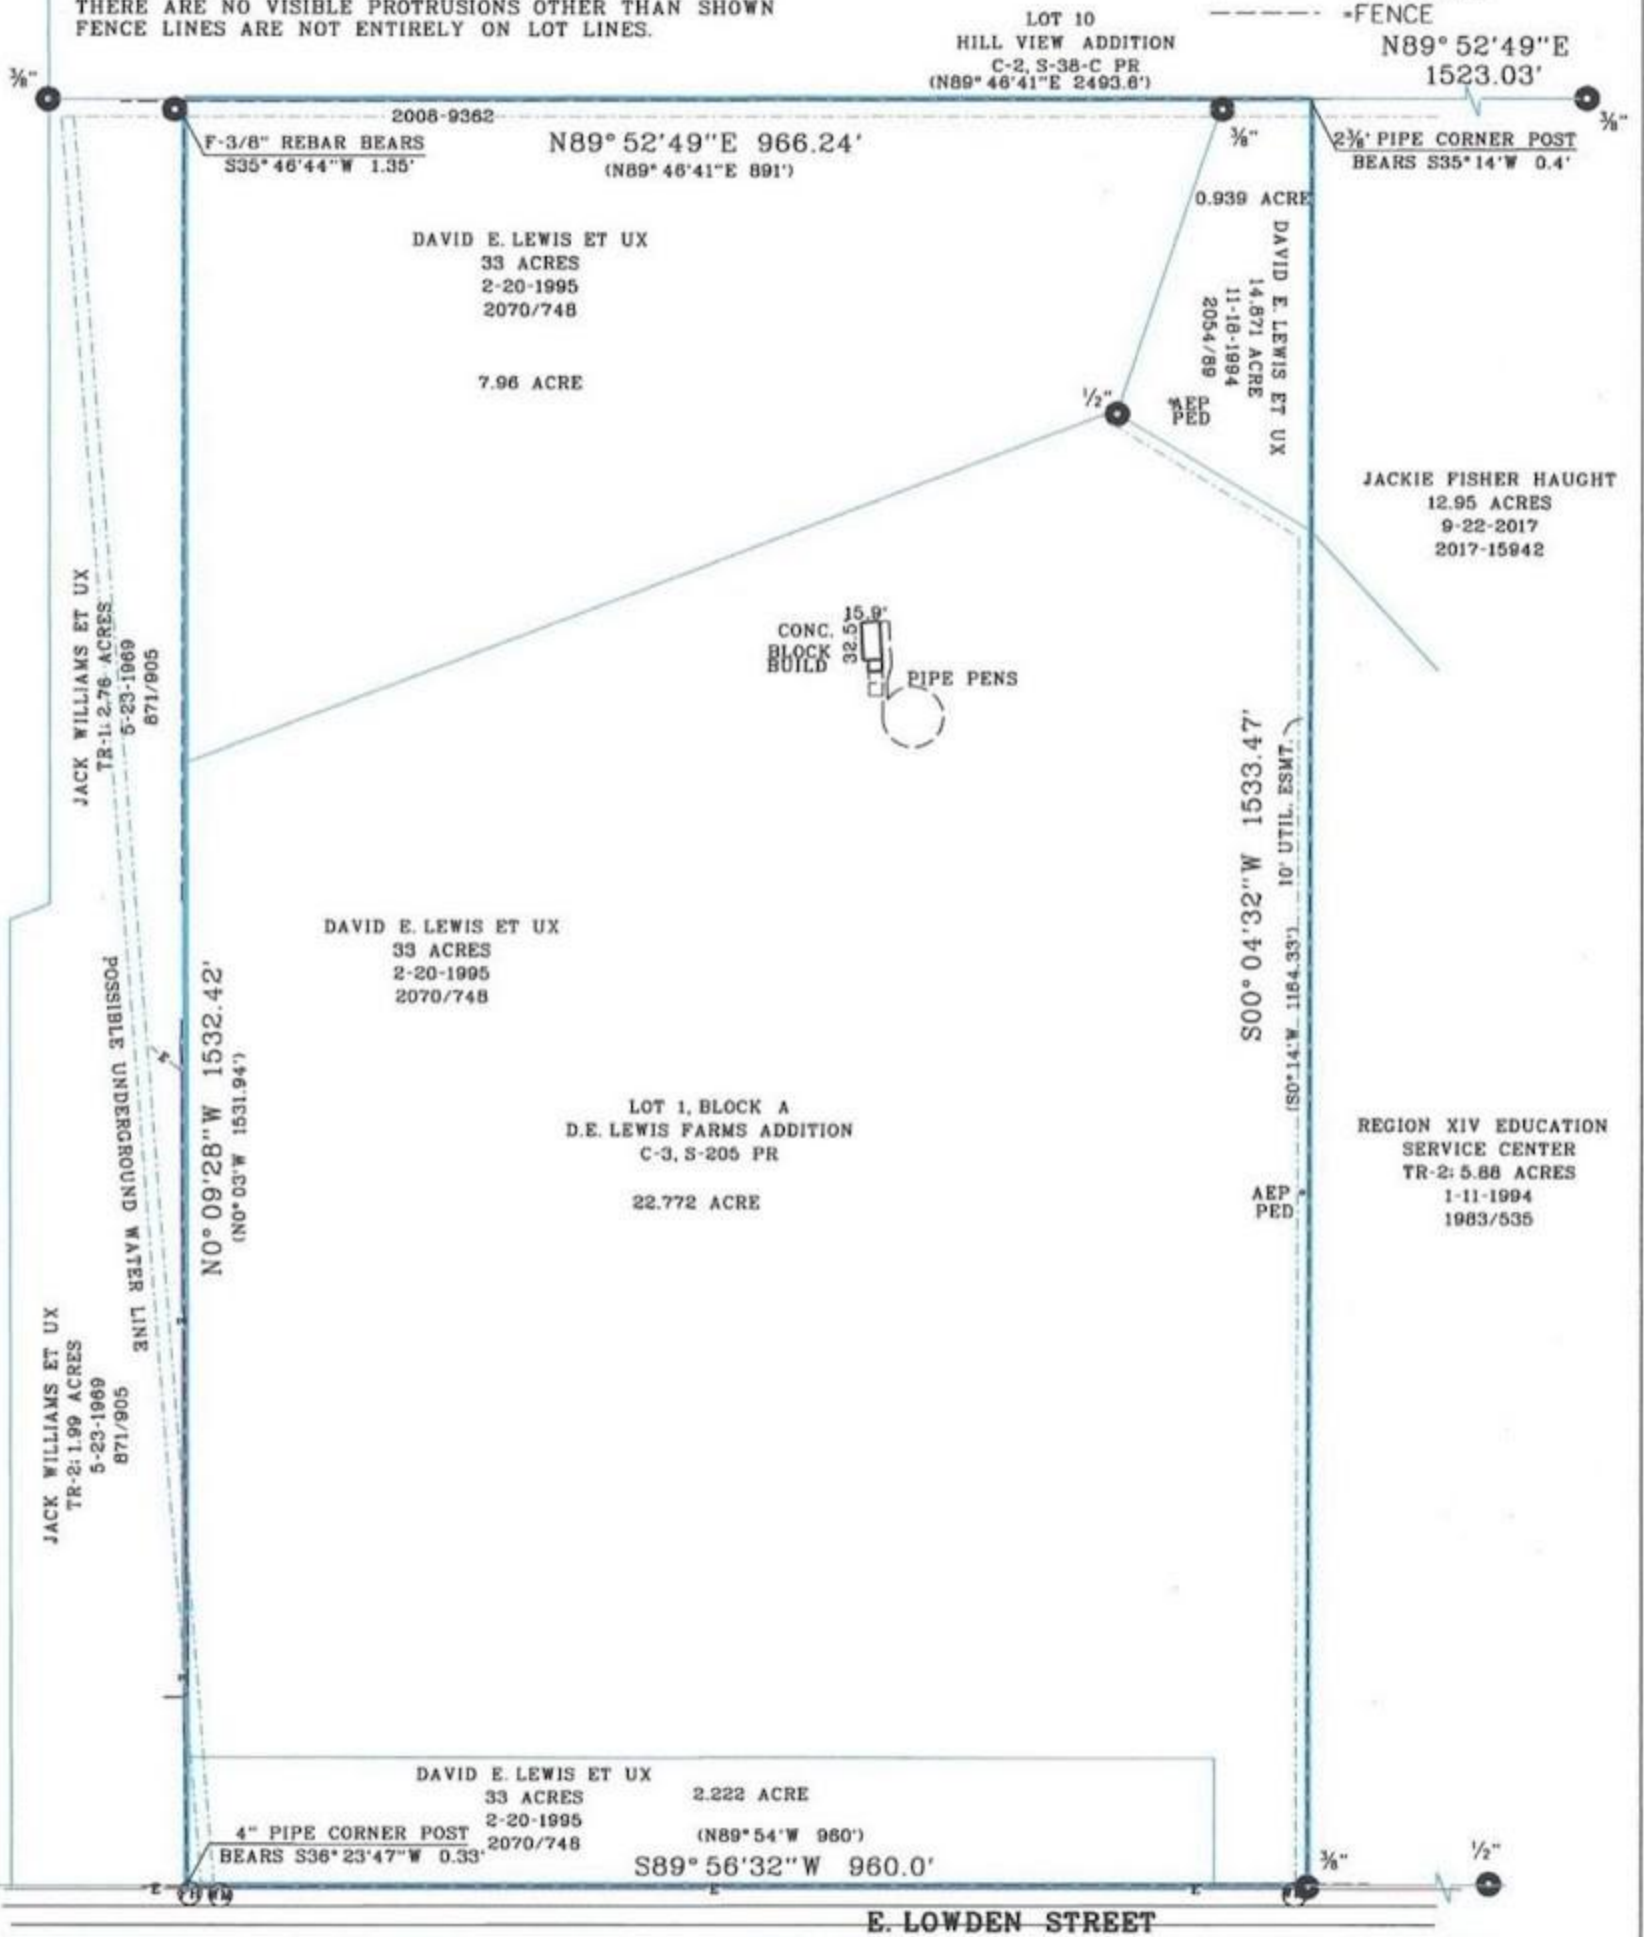 THERE ARE NO VISIBLE PROTRUSIONS OTHER THAN SHOWN
FENCE LINES ARE NOT ENTIRELY ON LOT LINES.
LOT 10
HILL VIEW ADDITION
C-2, S-38-C PR
(N89°46'41"E 2493.6')
=FENCE
N89°52'49"E
1523.03'
3/8"
2008-9362
F-3/8" REBAR BEARS
S35°46'44"W 1.35'
N89°52'49"E 966.24'
(N89°46'41"E 891')
3/8"
2 3/8' PIPE CORNER POST
BEARS S35°14'W 0.4'
3/8"
0.939 ACRE
DAVID E. LEWIS ET UX
33 ACRES
2-20-1995
2070/748
7.96 ACRE
DAVID E. LEWIS ET UX
14.871 ACRE
11-18-1994
2054/89
1/2"
AEP
PED
JACKIE FISHER HAUGHT
12.95 ACRES
9-22-2017
2017-15942
JACK WILLIAMS ET UX
TR-1: 2.76 ACRES
5-23-1969
871/905
15.9'
32.5'
CONC.
BLOCK
BUILD
PIPE PENS
S00°04'32"W 1533.47'
(S0°14'W 1164.33')
10' UTIL. ESMT.
DAVID E. LEWIS ET UX
33 ACRES
2-20-1995
2070/748
POSSIBLE UNDERGROUND WATER LINE
N0°09'28"W 1532.42'
(N0°03'W 1531.94')
LOT 1, BLOCK A
D.E. LEWIS FARMS ADDITION
C-3, S-205 PR
22.772 ACRE
REGION XIV EDUCATION
SERVICE CENTER
TR-2: 5.88 ACRES
1-11-1994
1983/535
AEP
PED
JACK WILLIAMS ET UX
TR-2: 1.99 ACRES
5-23-1969
871/905
DAVID E. LEWIS ET UX
33 ACRES
2-20-1995
2070/748
2.222 ACRE
4" PIPE CORNER POST
BEARS S36°23'47"W 0.33'
(N89°54'W 960')
S89°56'32"W 960.0'
3/8"
1/2"
E. LOWDEN STREET